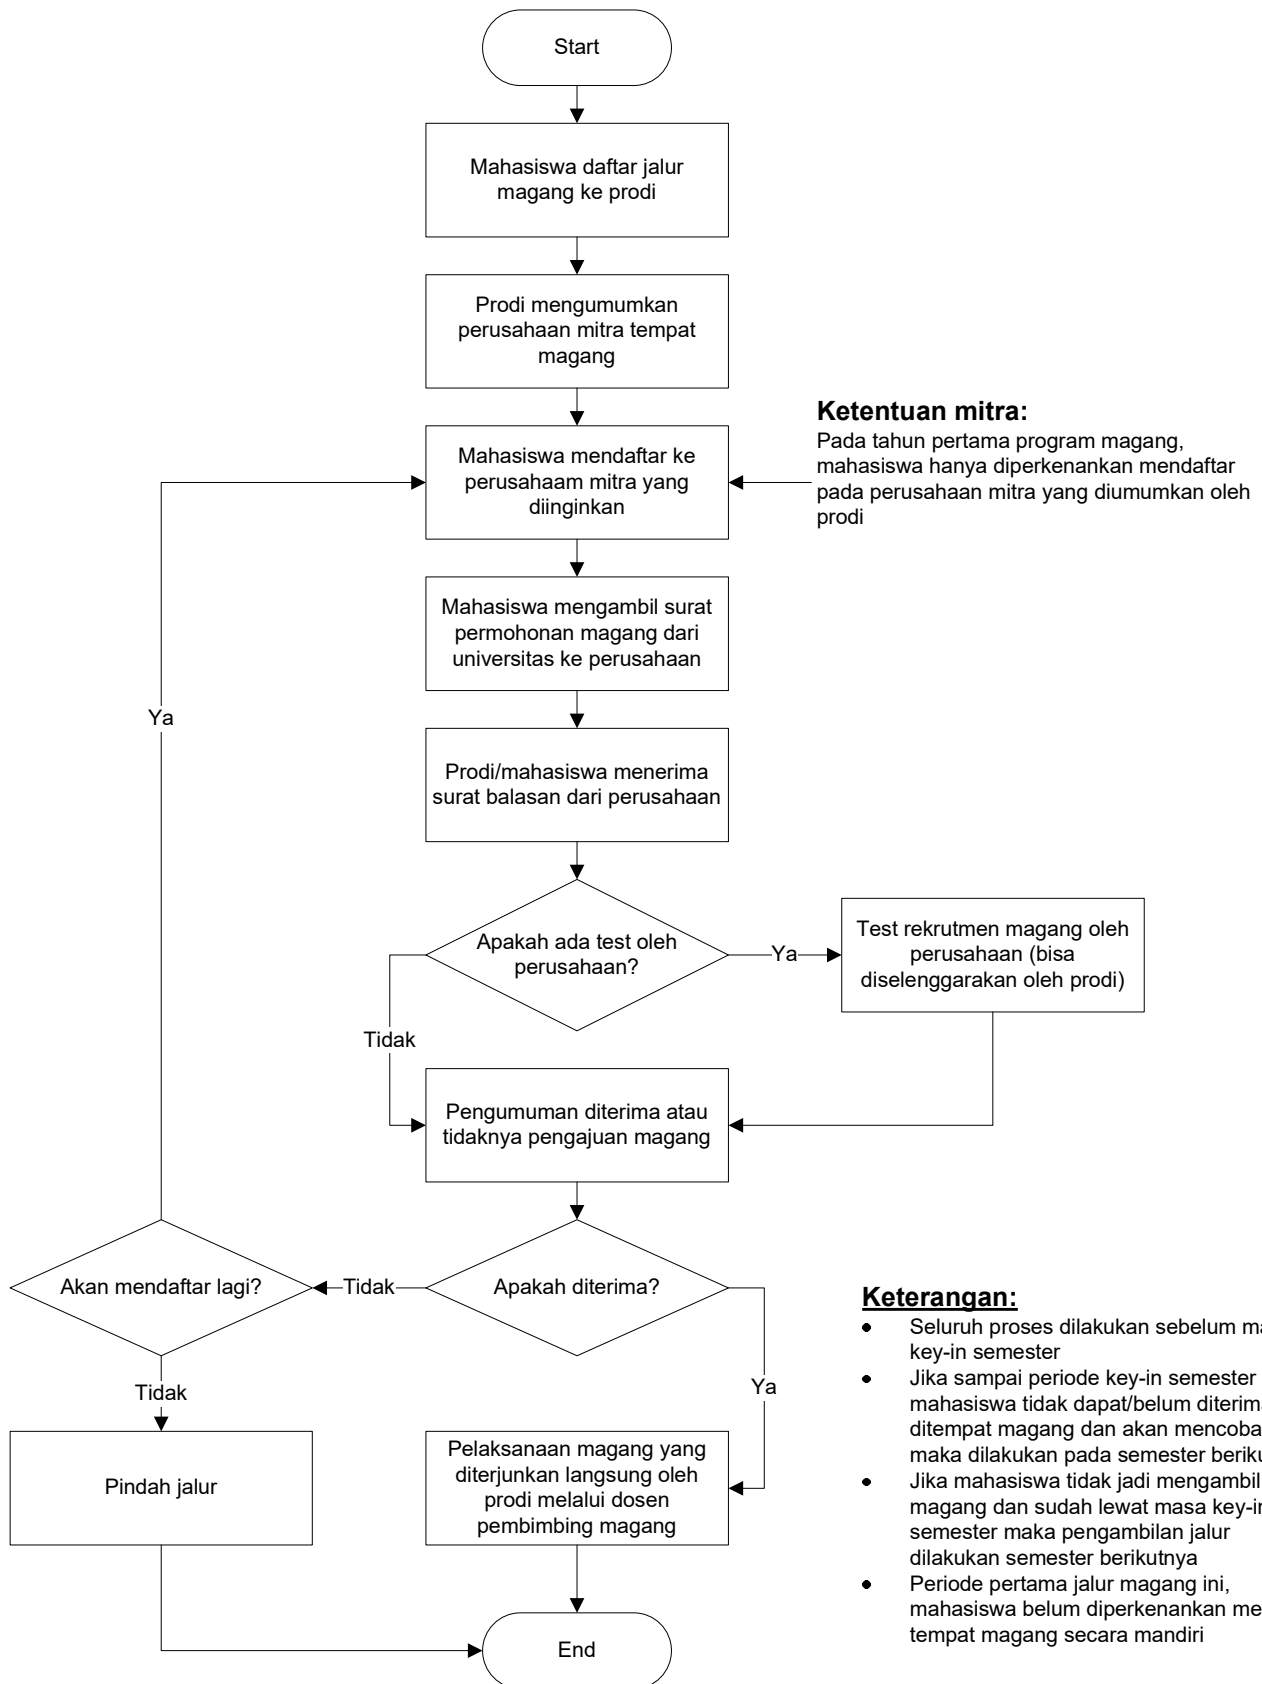 Start
Mahasiswa daftar jalur
magang ke prodi
Prodi mengumumkan
perusahaan mitra tempat
magang
Ketentuan mitra:
Pada tahun pertama program magang,
mahasiswa hanya diperkenankan mendaftar
pada perusahaan mitra yang diumumkan oleh
prodi
Mahasiswa mendaftar ke
perusahaam mitra yang
diinginkan
Mahasiswa mengambil surat
permohonan magang dari
universitas ke perusahaan
Ya
Prodi/mahasiswa menerima
surat balasan dari perusahaan
Apakah ada test oleh
perusahaan?
Ya
Test rekrutmen magang oleh
perusahaan (bisa
diselenggarakan oleh prodi)
Tidak
Pengumuman diterima atau
tidaknya pengajuan magang
Akan mendaftar lagi?
Tidak
Apakah diterima?
Ya
Tidak
Pindah jalur
Pelaksanaan magang yang
diterjunkan langsung oleh
prodi melalui dosen
pembimbing magang
End
Keterangan:
• Seluruh proses dilakukan sebelum
key-in semester
• Jika sampai periode key-in semester
mahasiswa tidak dapat/belum
ditempat magang dan akan mencoba
maka dilakukan pada semester
• Jika mahasiswa tidak jadi mengambil
magang dan sudah lewat masa
semester maka pengambilan jalur
dilakukan semester berikutnya
• Periode pertama jalur magang ini,
mahasiswa belum diperkenankan
tempat magang secara mandiri